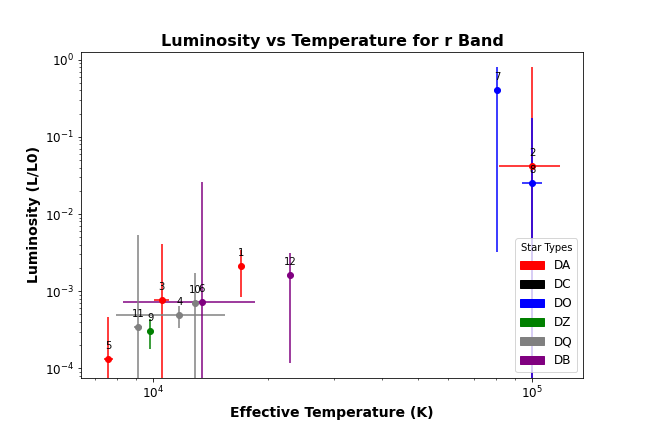 Luminosity vs Temperature for r Band
Luminosity (L/L0)
10⁰
10⁻¹
10⁻²
10⁻³
10⁻⁴
7
2
8
1
12
3
10
6
4
11
9
5
Star Types
DA
DC
DO
DZ
DQ
DB
10⁴
10⁵
Effective Temperature (K)